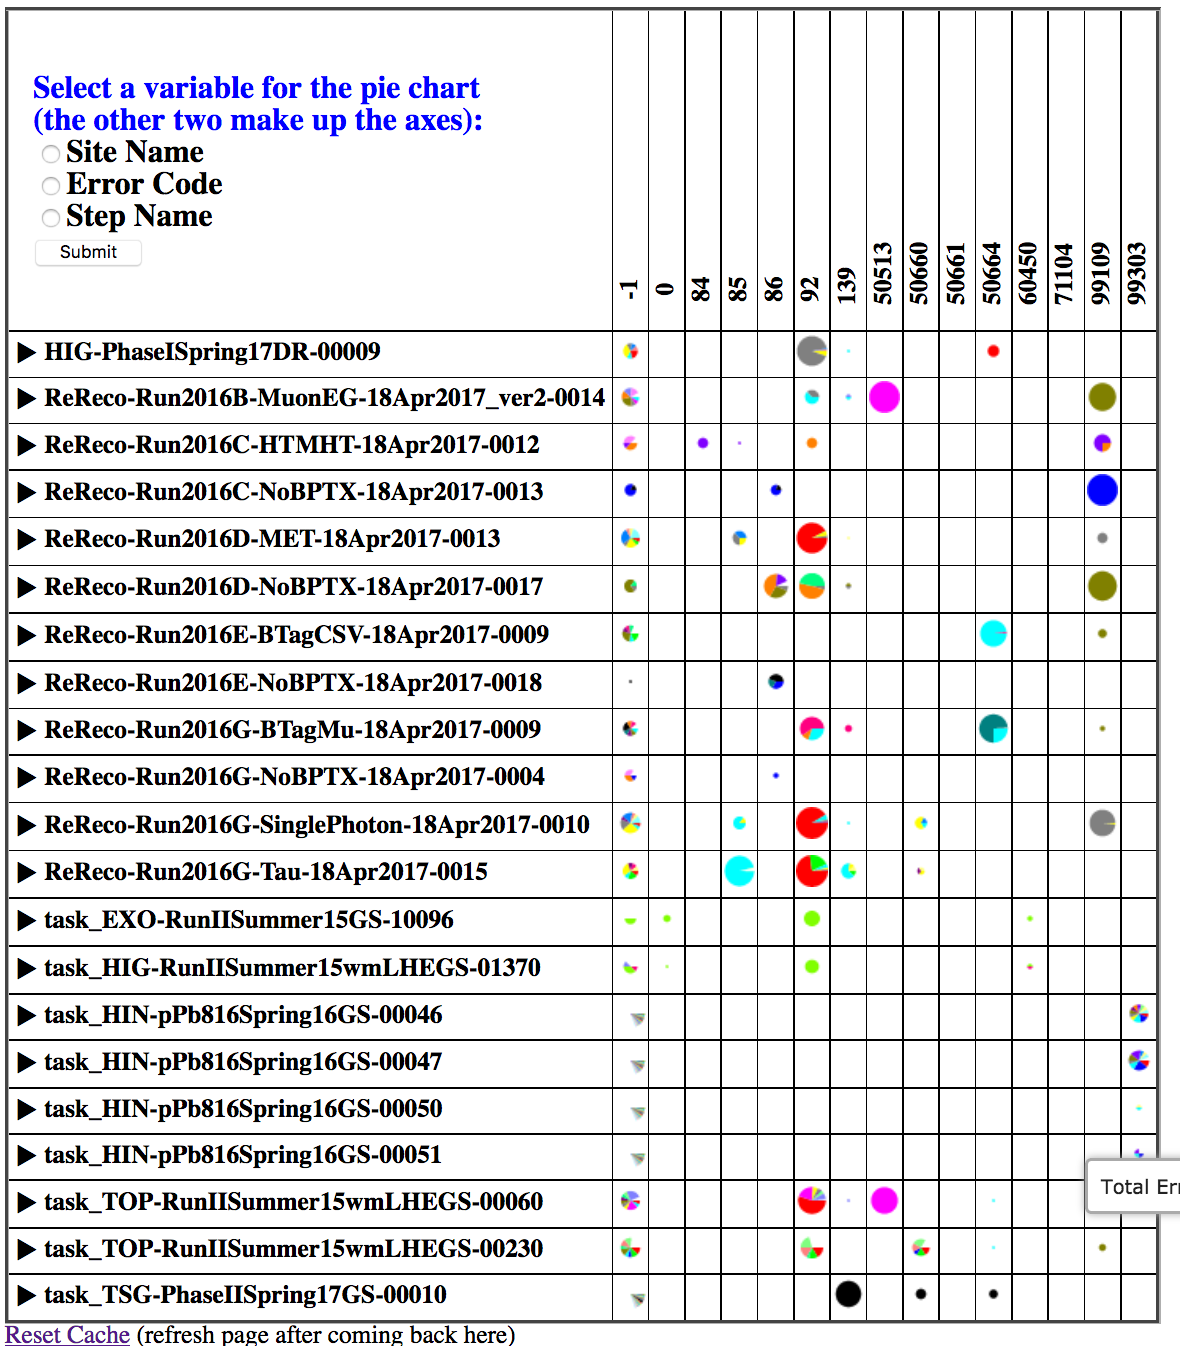 Select a variable for the pie chart
(the other two make up the axes):
Site Name
Error Code
Step Name
Submit
-1 0 84 85 86 92 139 50513 50660 50661 50664 60450 71104 99109 99303
HIG-PhaseISpring17DR-00009
ReReco-Run2016B-MuonEG-18Apr2017_ver2-0014
ReReco-Run2016C-HTMHT-18Apr2017-0012
ReReco-Run2016C-NoBPTX-18Apr2017-0013
ReReco-Run2016D-MET-18Apr2017-0013
ReReco-Run2016D-NoBPTX-18Apr2017-0017
ReReco-Run2016E-BTagCSV-18Apr2017-0009
ReReco-Run2016E-NoBPTX-18Apr2017-0018
ReReco-Run2016G-BTagMu-18Apr2017-0009
ReReco-Run2016G-NoBPTX-18Apr2017-0004
ReReco-Run2016G-SinglePhoton-18Apr2017-0010
ReReco-Run2016G-Tau-18Apr2017-0015
task_EXO-RunIISummer15GS-10096
task_HIG-RunIISummer15wmLHEGS-01370
task_HIN-pPb816Spring16GS-00046
task_HIN-pPb816Spring16GS-00047
task_HIN-pPb816Spring16GS-00050
task_HIN-pPb816Spring16GS-00051
Total Err
task_TOP-RunIISummer15wmLHEGS-00060
task_TOP-RunIISummer15wmLHEGS-00230
task_TSG-PhaseIISpring17GS-00010
Reset Cache (refresh page after coming back here)